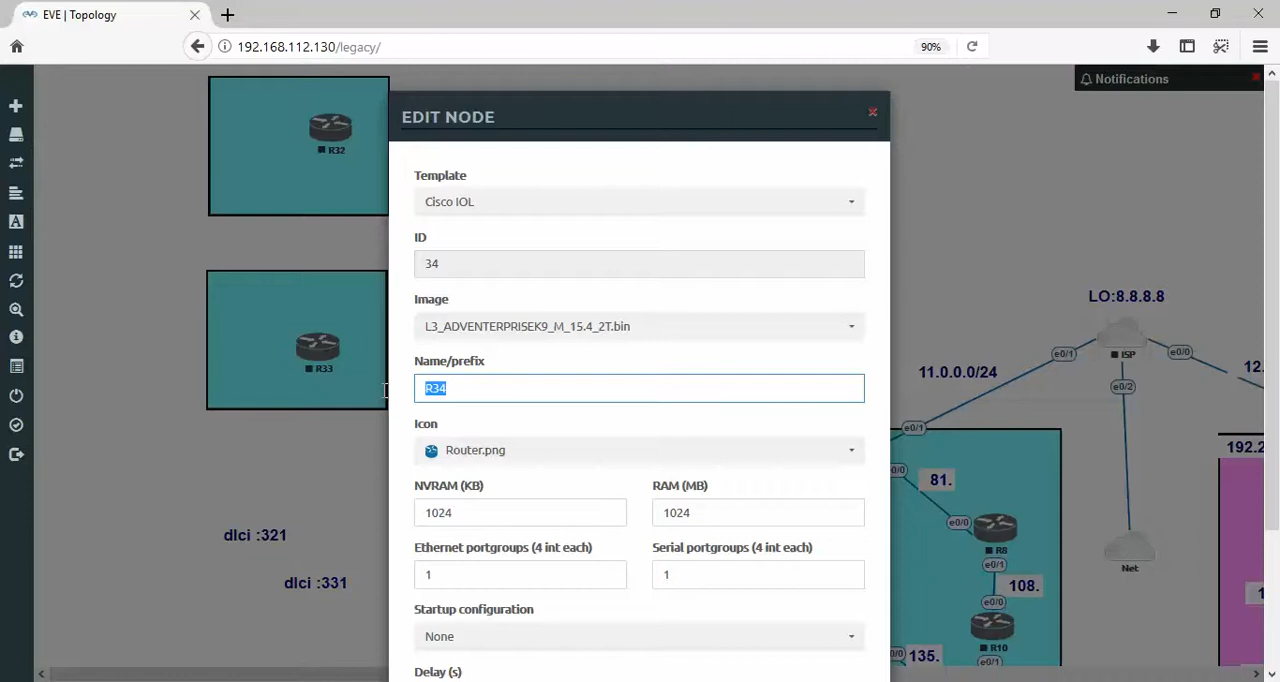 EVE | Topology
192.168.112.130/legacy/
90%
Notifications
R32
EDIT NODE
Template
Cisco IOL
ID
34
Image
L3_ADVENTERPRISEK9_M_15.4_2T.bin
Name/prefix
R34
Icon
Router.png
NVRAM (KB)
RAM (MB)
1024
1024
Ethernet portgroups (4 int each)
Serial portgroups (4 int each)
1
1
Startup configuration
None
Delay (s)
R33
dlci :321
dlci :331
LO:8.8.8.8
ISP
e0/1
e0/0
e0/2
11.0.0.0/24
12.
e0/1
192.2
81.
e0/0
R8
Net
e0/1
108.
e0/0
R10
135.
e0/1